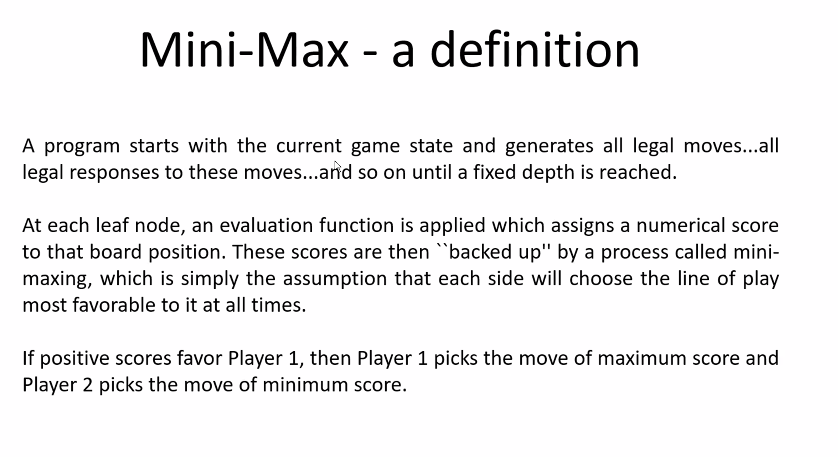 Mini-Max - a definition
A program starts with the current game state and generates all legal moves...all
legal responses to these moves...and so on until a fixed depth is reached.
At each leaf node, an evaluation function is applied which assigns a numerical score
to that board position. These scores are then ``backed up'' by a process called mini-
maxing, which is simply the assumption that each side will choose the line of play
most favorable to it at all times.
If positive scores favor Player 1, then Player 1 picks the move of maximum score and
Player 2 picks the move of minimum score.